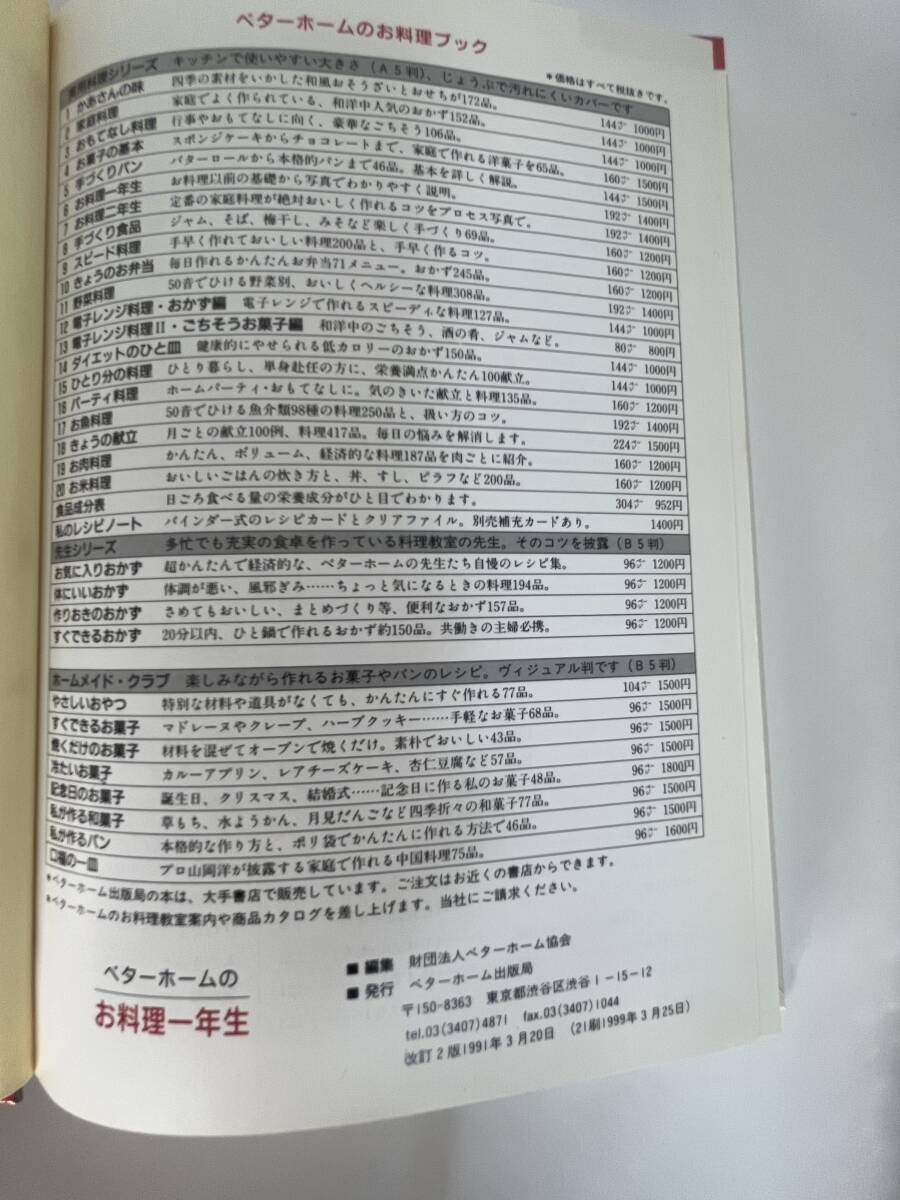 ベターホームのお料理ブック
*価格はすべて税抜きです。
実用料理シリーズ キッチンで使いやすい大きさ(A5判)、じょうぶで汚れにくいカバーです
1 かあさんの味 四季の素材をいかした和風おそうざいとおせちが172品。 144㌻ 1000円
2 家庭料理 家庭でよく作られている、和洋中人気のおかず152品。 144㌻ 1000円
3 おもてなし料理 行事やおもてなしに向く、豪華なごちそう106品。 144㌻ 1000円
4 お菓子の基本 スポンジケーキからチョコレートまで、家庭で作れる洋菓子を65品。 160㌻ 1500円
5 手づくりパン バターロールから本格的パンまで46品。基本を詳しく解説。 144㌻ 1500円
6 お料理一年生 お料理以前の基礎から写真でわかりやすく説明。 192㌻ 1400円
7 お料理二年生 定番の家庭料理が絶対おいしく作れるコツをプロセス写真で。 192㌻ 1400円
8 手づくり食品 ジャム、そば、梅干し、みそなど楽しく手づくり69品。 160㌻ 1200円
9 スピード料理 手早く作れておいしい料理200品と、手早く作るコツ。 160㌻ 1200円
10 きょうのお弁当 毎日作れるかんたんお弁当71メニュー。おかず245品。 160㌻ 1200円
11 野菜料理 50音でひける野菜別、おいしくヘルシーな料理308品。 192㌻ 1400円
12 電子レンジ料理・おかず編 電子レンジで作れるスピーディな料理127品。 144㌻ 1000円
13 電子レンジ料理II・ごちそうお菓子編 和洋中のごちそう、酒の肴、ジャムなど。 80㌻ 800円
14 ダイエットのひと皿 健康的にやせられる低カロリーのおかず150品。 144㌻ 1000円
15 ひとり分の料理 ひとり暮らし、単身赴任の方に、栄養満点かんたん100献立。 144㌻ 1000円
16 パーティ料理 ホームパーティ・おもてなしに。気のきいた献立と料理135品。 160㌻ 1200円
17 お魚料理 50音でひける魚介類98種の料理250品と、扱い方のコツ。 192㌻ 1400円
18 きょうの献立 月ごとの献立100例、料理417品。毎日の悩みを解消します。 224㌻ 1500円
19 お肉料理 かんたん、ボリューム、経済的な料理187品を肉ごとに紹介。 160㌻ 1200円
20 お米料理 おいしいごはんの炊き方と、丼、すし、ピラフなど200品。 160㌻ 1200円
食品成分表 日ごろ食べる量の栄養成分がひと目でわかります。 304㌻ 952円
私のレシピノート バインダー式のレシピカードとクリアファイル。別売補充カードあり。 1400円
先生シリーズ 多忙でも充実の食卓を作っている料理教室の先生。そのコツを披露(B5判)
お気に入りおかず 超かんたんで経済的な、ベターホームの先生たち自慢のレシピ集。 96㌻ 1200円
体にいいおかず 体調が悪い、風邪ぎみ……ちょっと気になるときの料理194品。 96㌻ 1200円
作りおきのおかず さめてもおいしい、まとめづくり等、便利なおかず157品。 96㌻ 1200円
すぐできるおかず 20分以内、ひと鍋で作れるおかず約150品。共働きの主婦必携。 96㌻ 1200円
ホームメイド・クラブ 楽しみながら作れるお菓子やパンのレシピ。ヴィジュアル判です(B5判)
やさしいおやつ 特別な材料や道具がなくても、かんたんにすぐ作れる77品。 104㌻ 1500円
すぐできるお菓子 マドレーヌやクレープ、ハーブクッキー……手軽なお菓子68品。 96㌻ 1500円
焼くだけのお菓子 材料を混ぜてオーブンで焼くだけ。素朴でおいしい43品。 96㌻ 1500円
冷たいお菓子 カルーアプリン、レアチーズケーキ、杏仁豆腐など57品。 96㌻ 1500円
記念日のお菓子 誕生日、クリスマス、結婚式……記念日に作る私のお菓子48品。 96㌻ 1800円
私が作る和菓子 草もち、水ようかん、月見だんごなど四季折々の和菓子77品。 96㌻ 1500円
私が作るパン 本格的な作り方と、ポリ袋でかんたんに作れる方法で46品。 96㌻ 1500円
口福の一皿 プロ山岡洋が披露する家庭で作れる中国料理75品。 96㌻ 1600円
*ベターホーム出版局の本は、大手書店で販売しています。ご注文はお近くの書店からできます。
*ベターホームのお料理教室案内や商品カタログを差し上げます。当社にご請求ください。
ベターホームの
お料理一年生
■編集 財団法人ベターホーム協会
■発行 ベターホーム出版局
〒150-8363 東京都渋谷区渋谷1-15-12
tel.03(3407)4871 fax.03(3407)1044
改訂2版1991年3月20日 (21刷1999年3月25日)